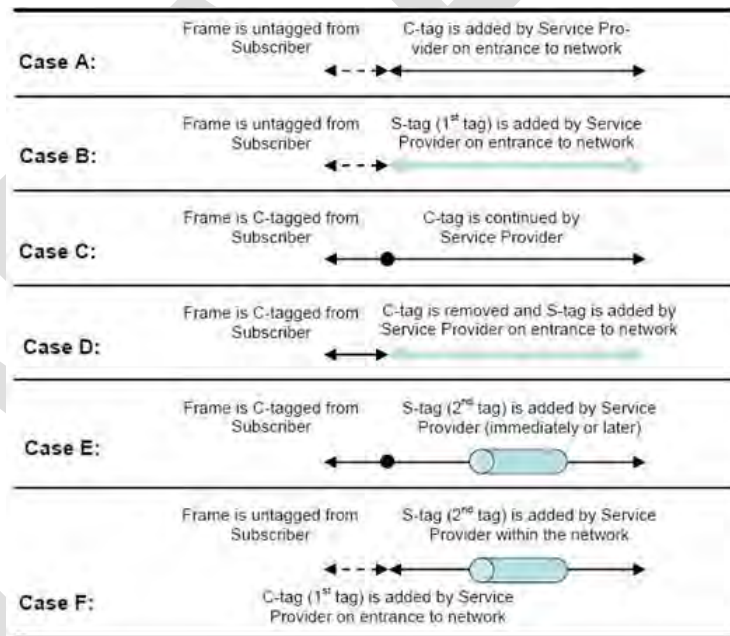 Frame is untagged from
Subscriber
C-tag is added by Service Pro-
vider on entrance to network
Case A:
Frame is untagged from
Subscriber
S-tag (1st tag) is added by Service
Provider on entrance to network
Case B:
Frame is C-tagged from
Subscriber
C-tag is continued by
Service Provider
Case C:
Frame is C-tagged from
Subscriber
C-tag is removed and S-tag is added by
Service Provider on entrance to network
Case D:
Frame is C-tagged from
Subscriber
S-tag (2nd tag) is added by Service
Provider (immediately or later)
Case E:
Frame is untagged from
Subscriber
S-tag (2nd tag) is added by Service
Provider within the network
Case F:
C-tag (1st tag) is added by Service
Provider on entrance to network